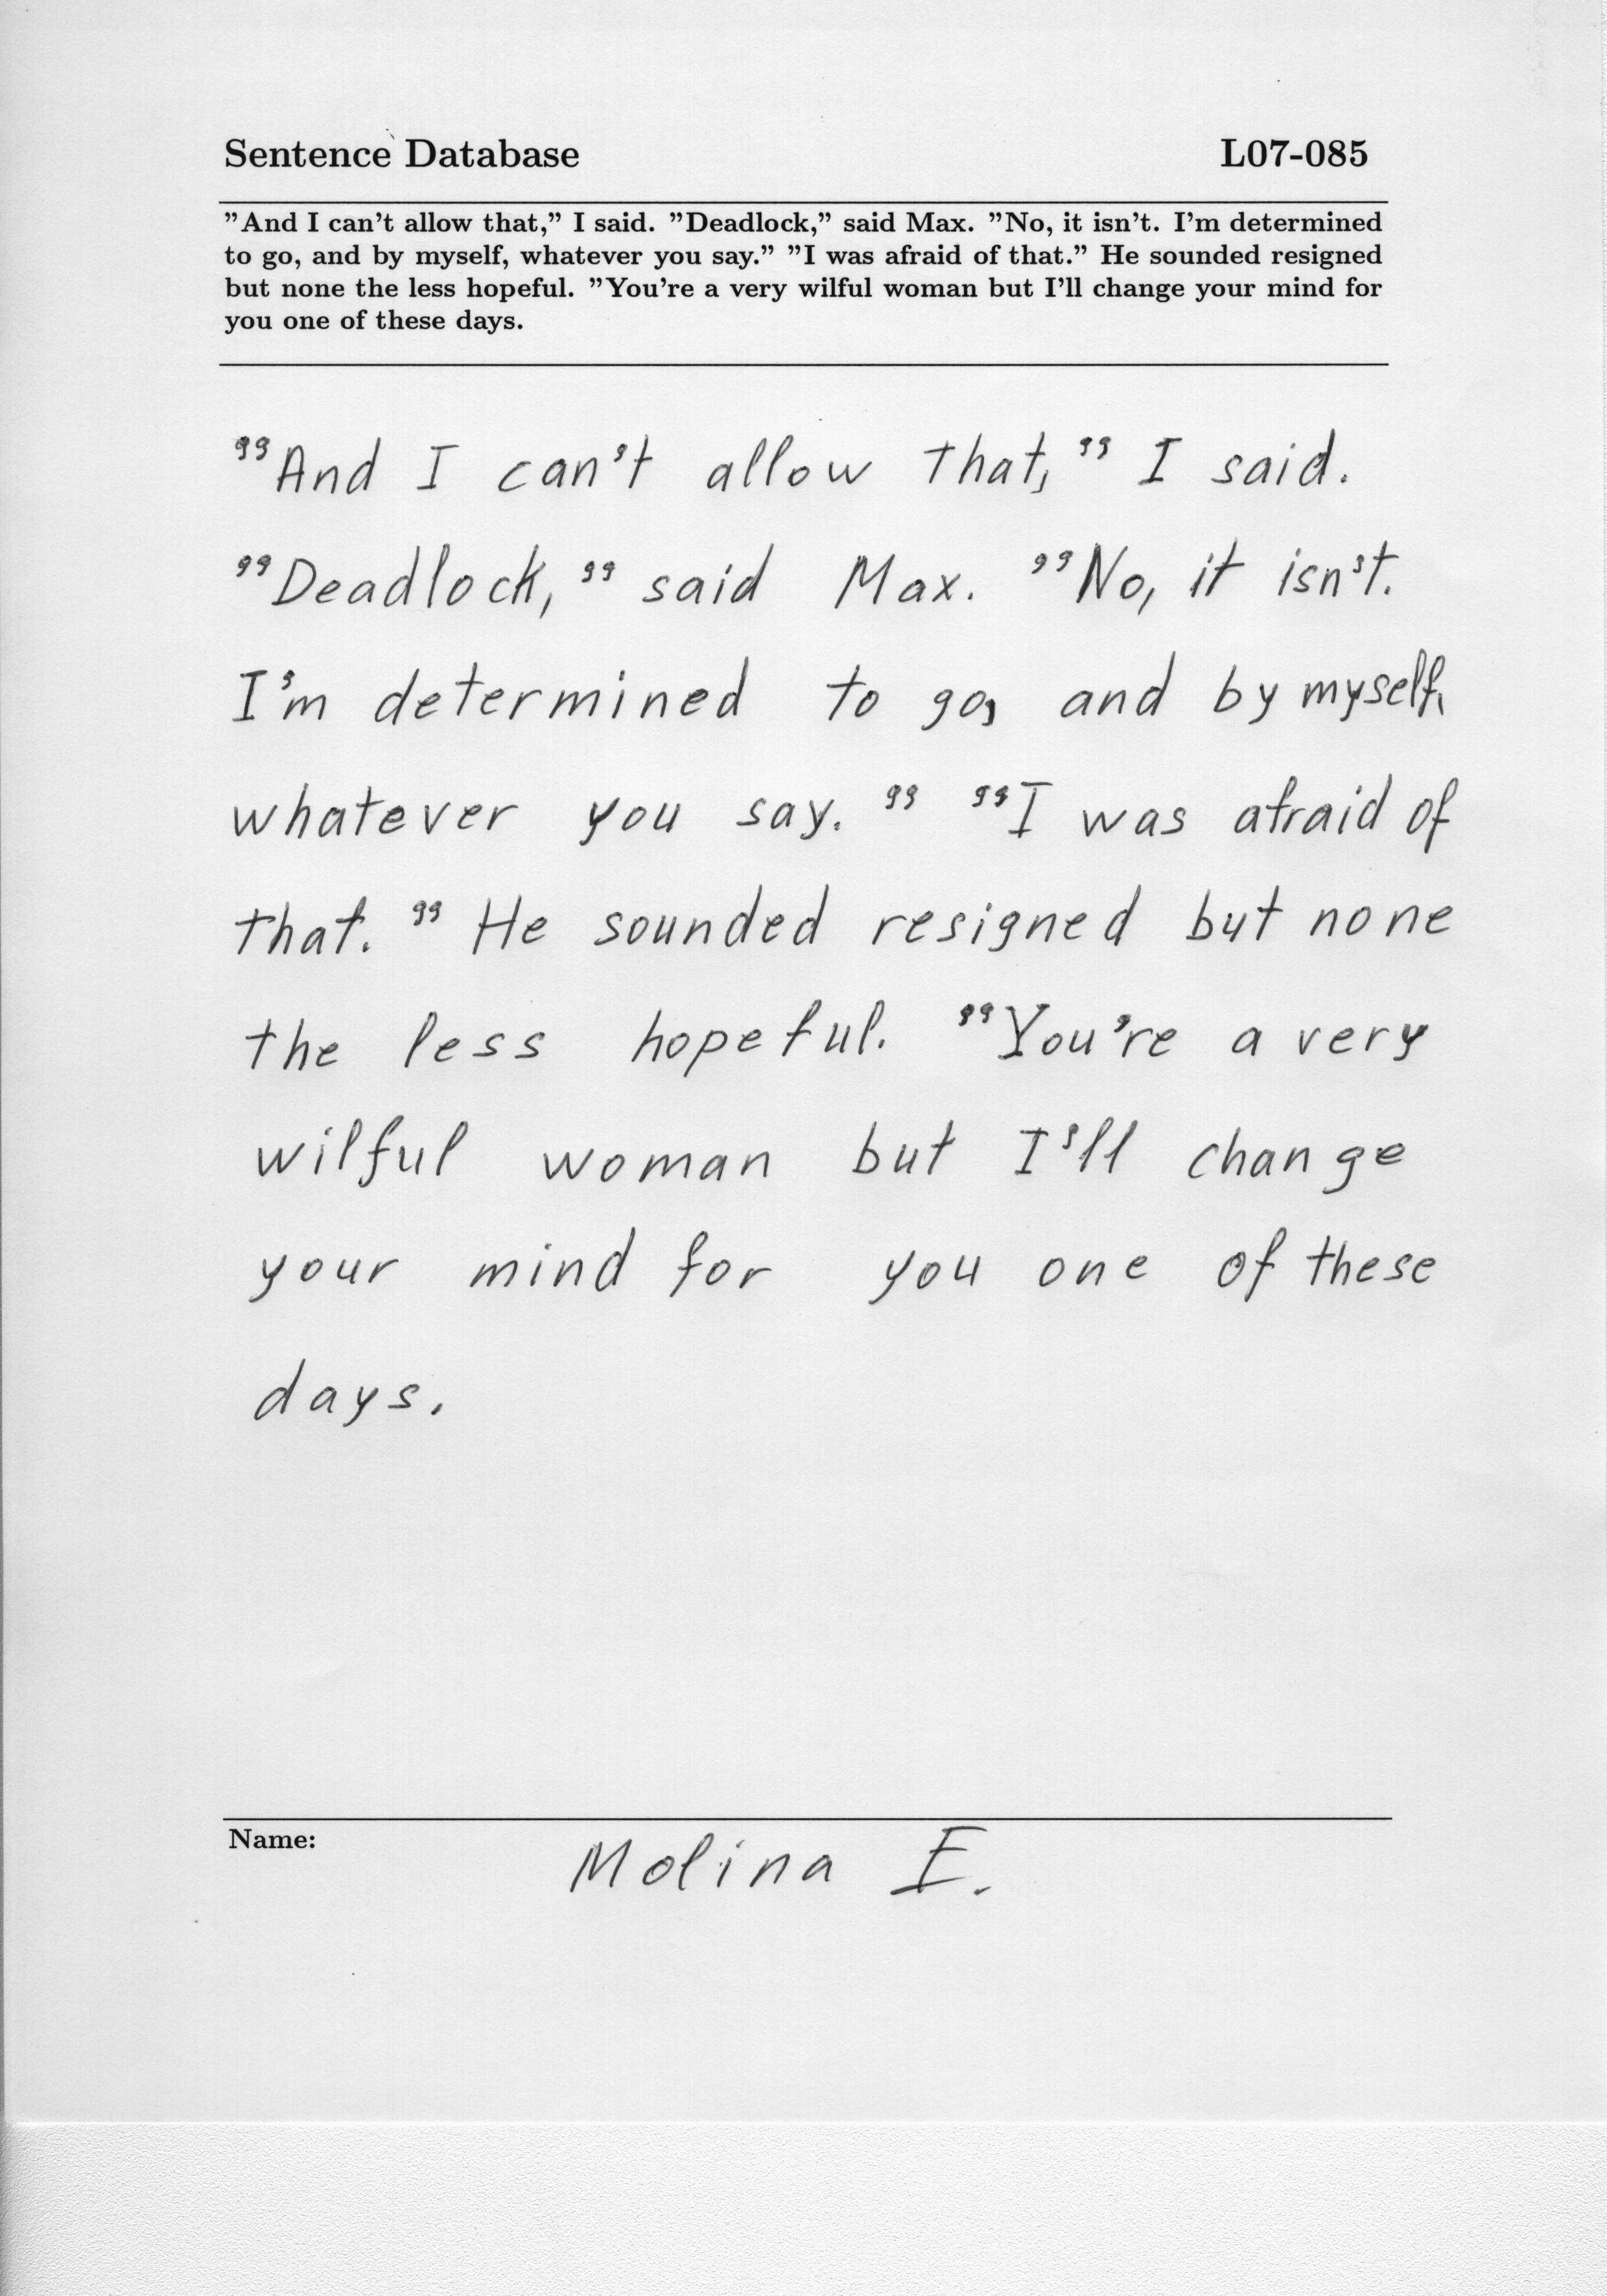 Sentence Database L07-085
”And I can’t allow that,” I said. ”Deadlock,” said Max. ”No, it isn’t. I’m determined
to go, and by myself, whatever you say.” ”I was afraid of that.” He sounded resigned
but none the less hopeful. ”You’re a very wilful woman but I’ll change your mind for
you one of these days.
”And I can’t allow that,” I said.
”Deadlock,” said Max. ”No, it isn’t.
I’m determined to go, and by myself,
whatever you say.” ”I was afraid of
that.” He sounded resigned but none
the less hopeful. ”You’re a very
wilful woman but I’ll change
your mind for you one of these
days.
Name: Molina E.